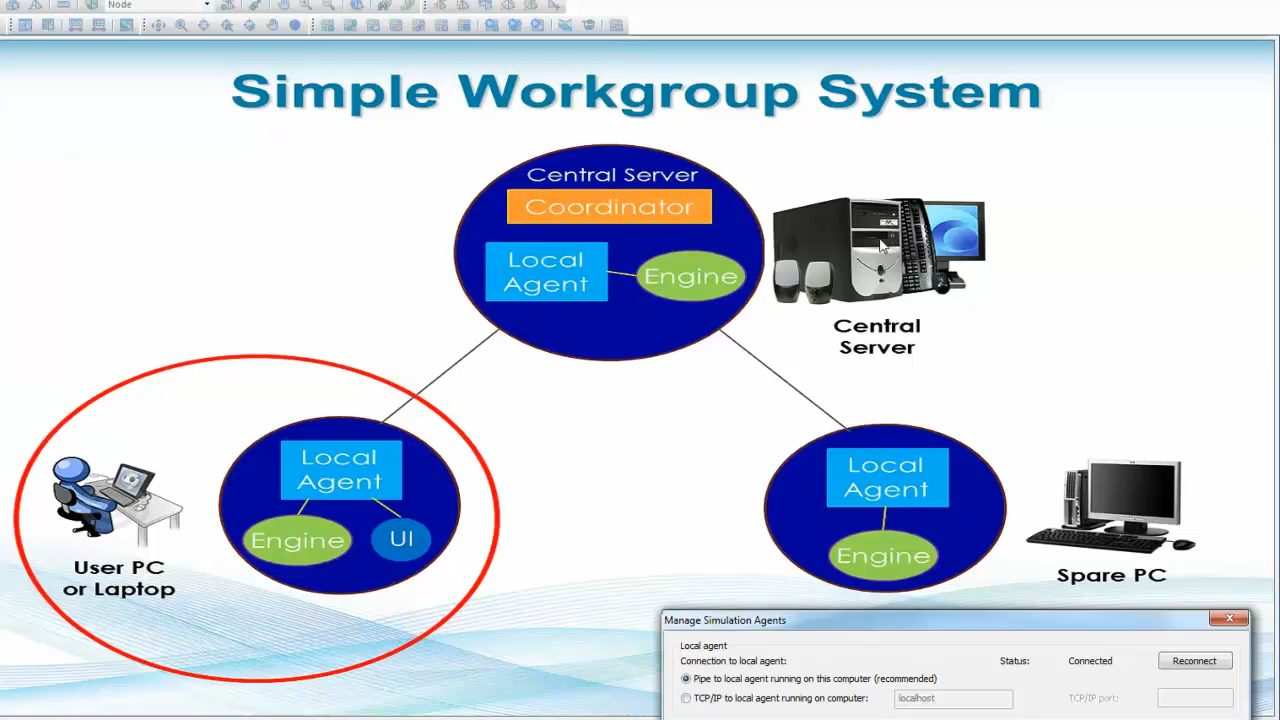 Node
Simple Workgroup System
Central Server
Coordinator
Local
Agent
Engine
Central
Server
Local
Agent
Engine
UI
User PC
or Laptop
Local
Agent
Engine
Spare PC
Manage Simulation Agents
Local agent
Connection to local agent:
Status:
Connected
Reconnect
Pipe to local agent running on this computer (recommended)
TCP/IP to local agent running on computer:
localhost
TCP/IP port: